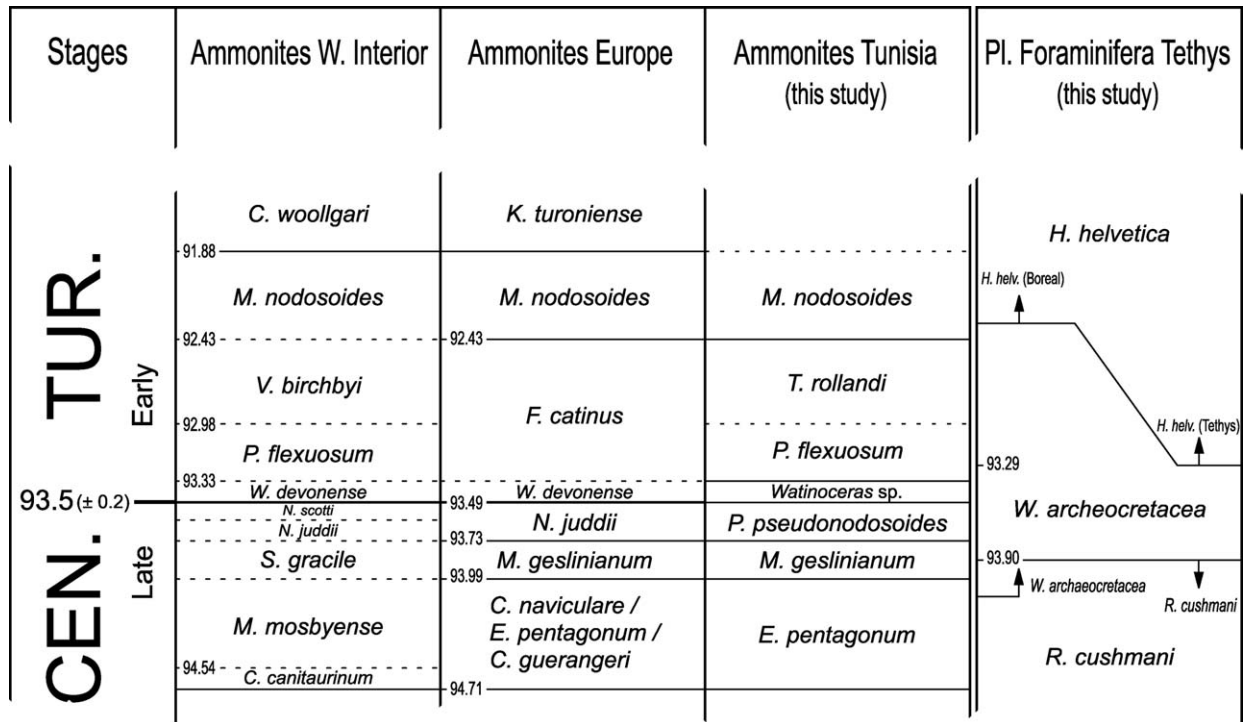 Stages
Ammonites W. Interior
Ammonites Europe
Ammonites Tunisia
(this study)
Pl. Foraminifera Tethys
(this study)
TUR.
Early
93.5 (± 0.2)
CEN.
Late
C. woollgari
91.88
M. nodosoides
92.43
V. birchbyi
92.98
P. flexuosum
93.33
W. devonense
N. scotti
N. juddii
S. gracile
M. mosbyense
94.54
C. canitaurinum
K. turoniense
M. nodosoides
92.43
F. catinus
W. devonense
93.49
N. juddii
93.73
M. geslinianum
93.99
C. naviculare /
E. pentagonum /
C. guerangeri
94.71
M. nodosoides
T. rollandi
P. flexuosum
Watinoceras sp.
P. pseudonodosoides
M. geslinianum
E. pentagonum
H. helvetica
H. helv. (Boreal)
H. helv. (Tethys)
93.29
W. archeocretacea
93.90
W. archaeocretacea
R. cushmani
R. cushmani